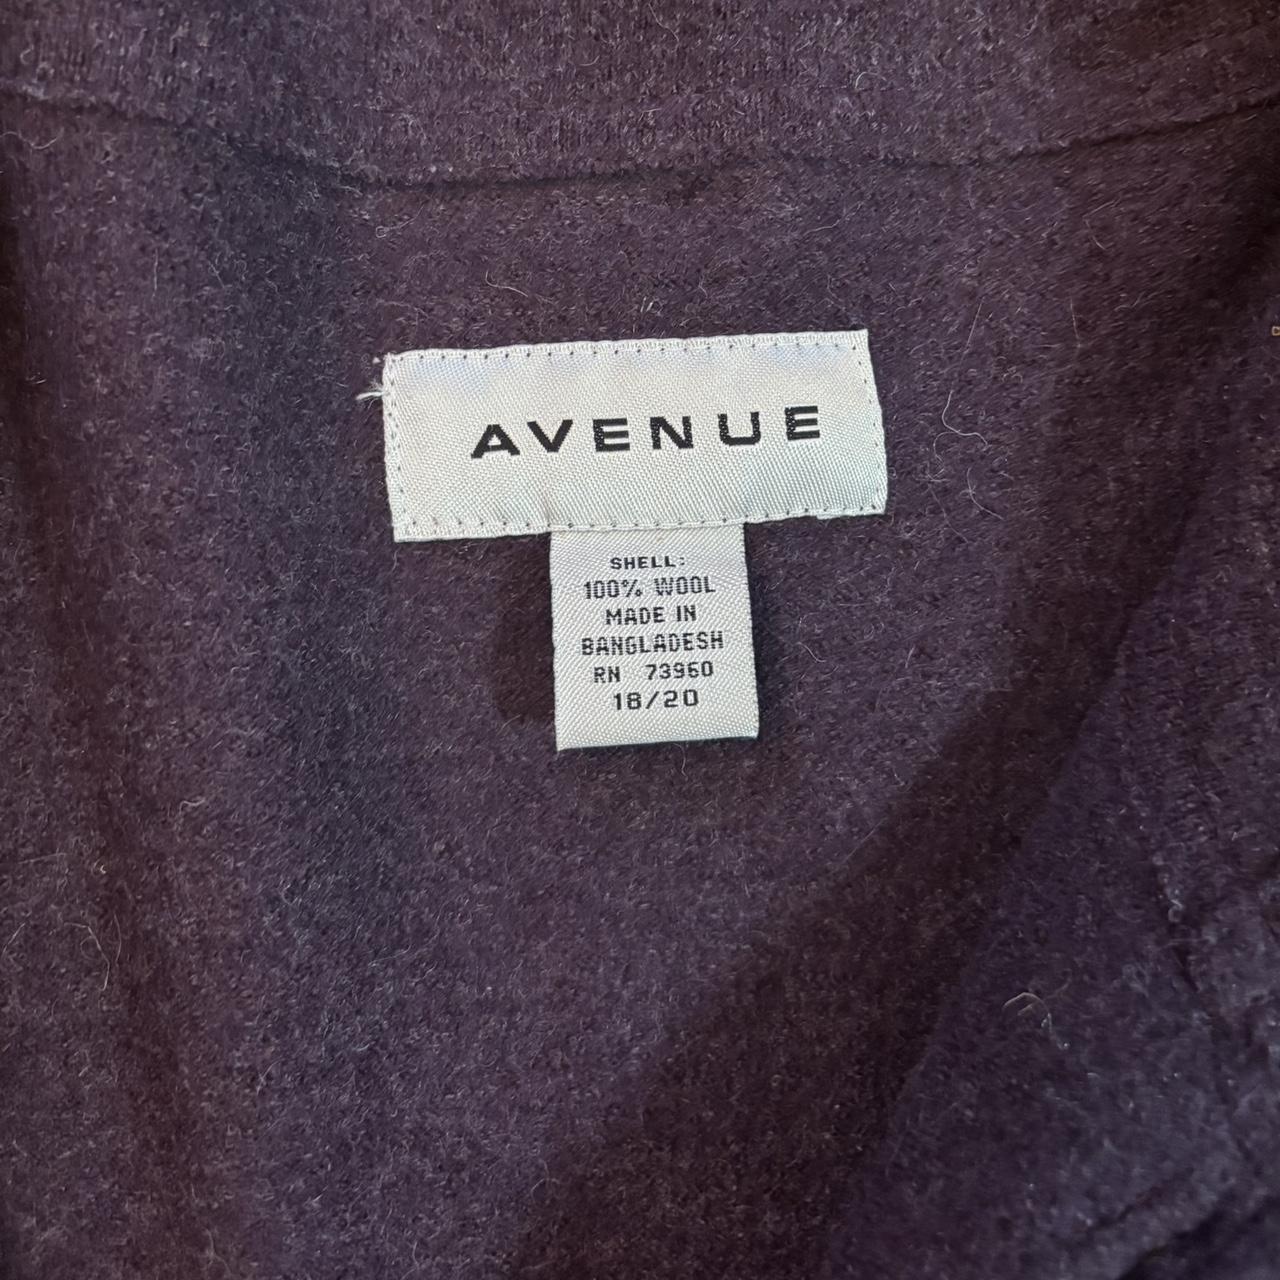 AVENUE
SHELL:
100% WOOL
MADE IN
BANGLADESH
RN 73960
18/20